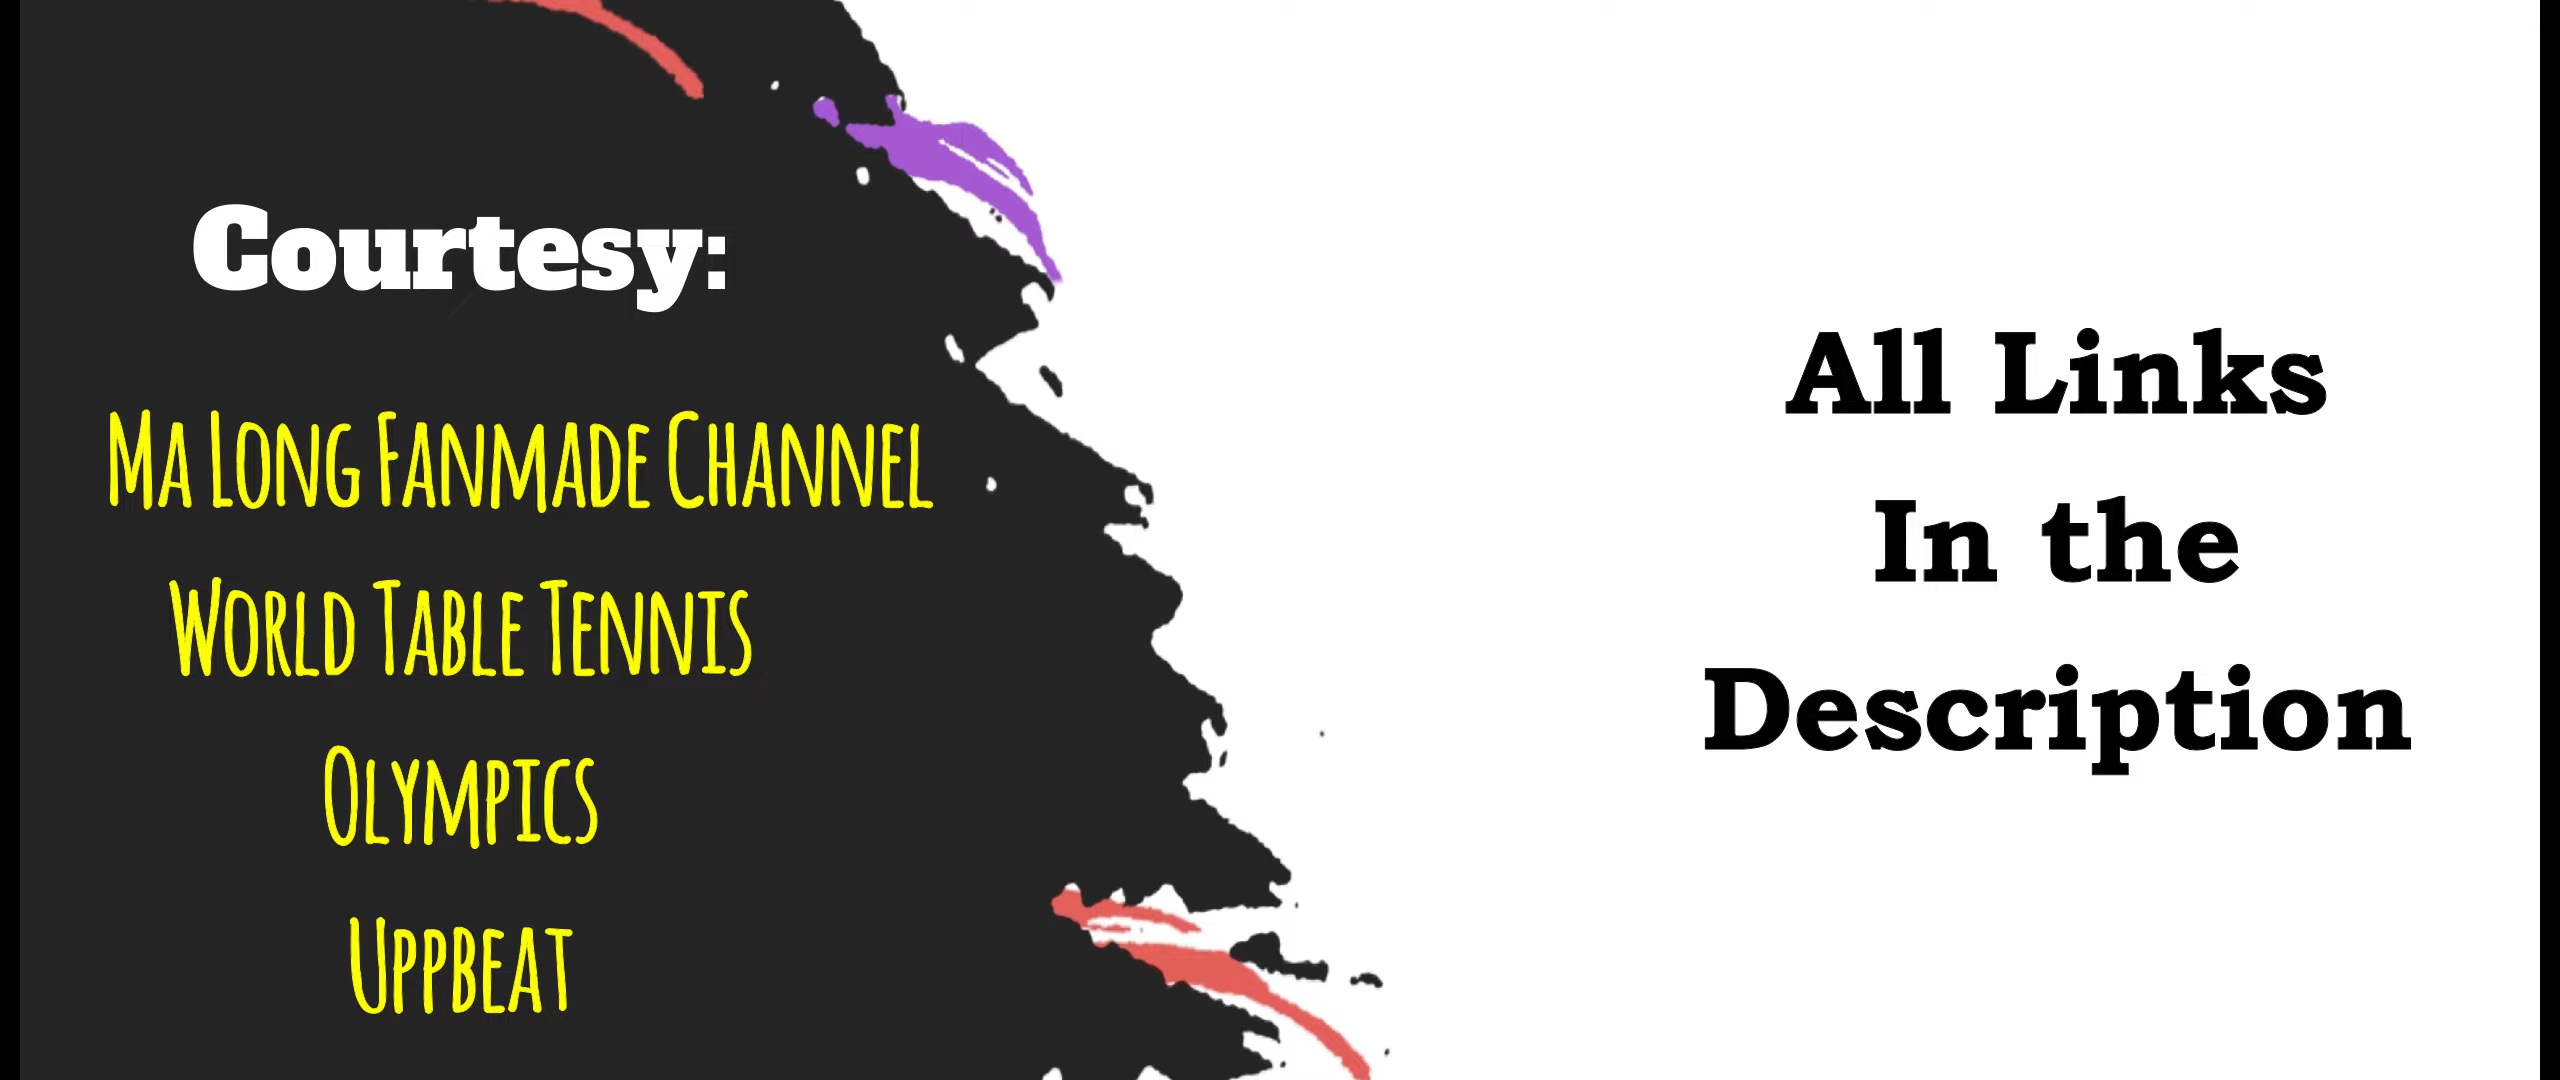 Courtesy:
Ma Long Fanmade Channel
World Table Tennis
Olympics
Uppbeat
All Links
In the
Description